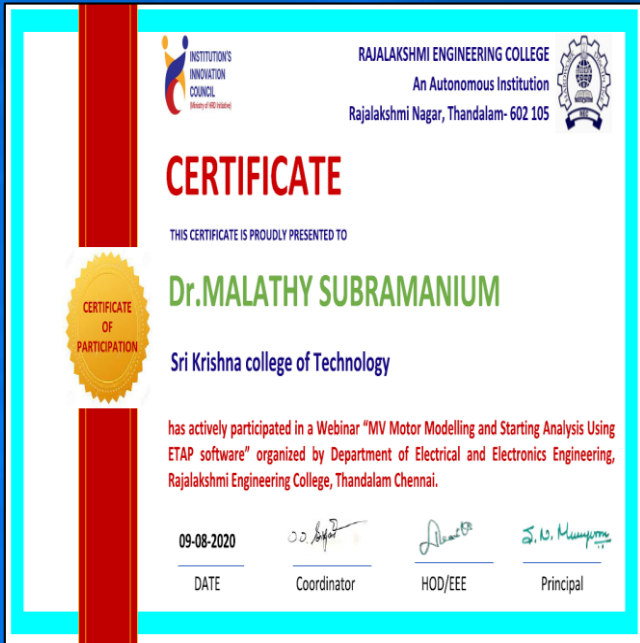 INSTITUTION'S
INNOVATION
COUNCIL
(Ministry of HRD Initiative)
RAJALAKSHMI ENGINEERING COLLEGE
An Autonomous Institution
Rajalakshmi Nagar, Thandalam- 602 105
CERTIFICATE
THIS CERTIFICATE IS PROUDLY PRESENTED TO
Dr.MALATHY SUBRAMANIUM
CERTIFICATE
OF
PARTICIPATION
Sri Krishna college of Technology
has actively participated in a Webinar “MV Motor Modelling and Starting Analysis Using
ETAP software” organized by Department of Electrical and Electronics Engineering,
Rajalakshmi Engineering College, Thandalam Chennai.
09-08-2020
DATE
Coordinator
HOD/EEE
Principal